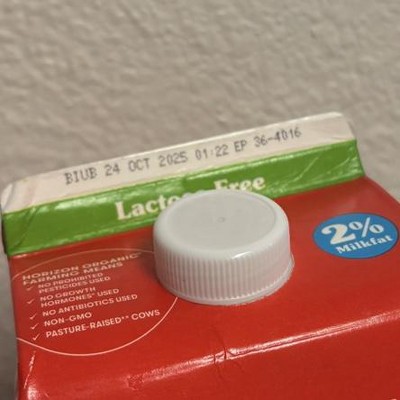 BIUB 24 OCT 2025 01:22 EP 36-4016
Lactose Free
2%
Milkfat
HORIZON ORGANIC®
FARMING MEANS
✓ NO PROHIBITED
PESTICIDES USED
✓ NO GROWTH
HORMONES* USED
✓ NO ANTIBIOTICS USED
✓ NON-GMO
✓ PASTURE-RAISED** COWS